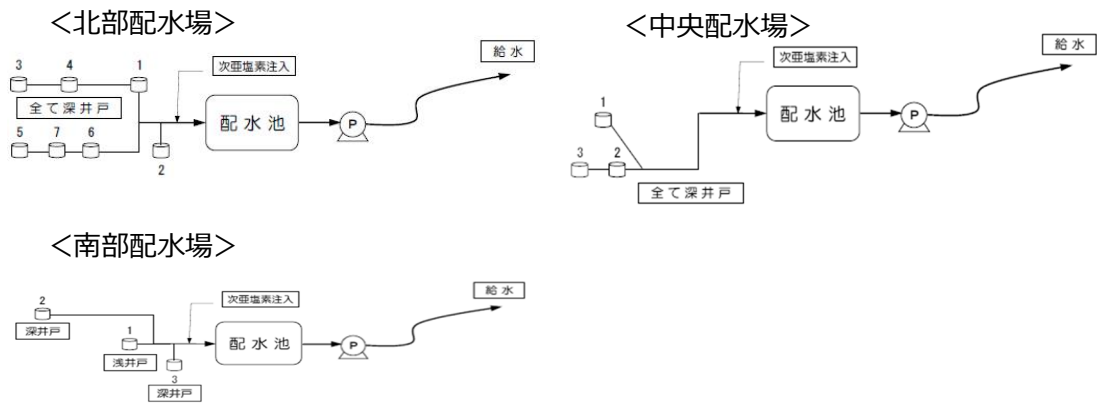 ＜北部配水場＞
給水
次亜塩素注入
3 4 1
全て深井戸
配水池
P
5 7 6
2
＜中央配水場＞
給水
次亜塩素注入
1
配水池
P
3 2
全て深井戸
＜南部配水場＞
給水
次亜塩素注入
2
深井戸
1
浅井戸
配水池
P
3
深井戸